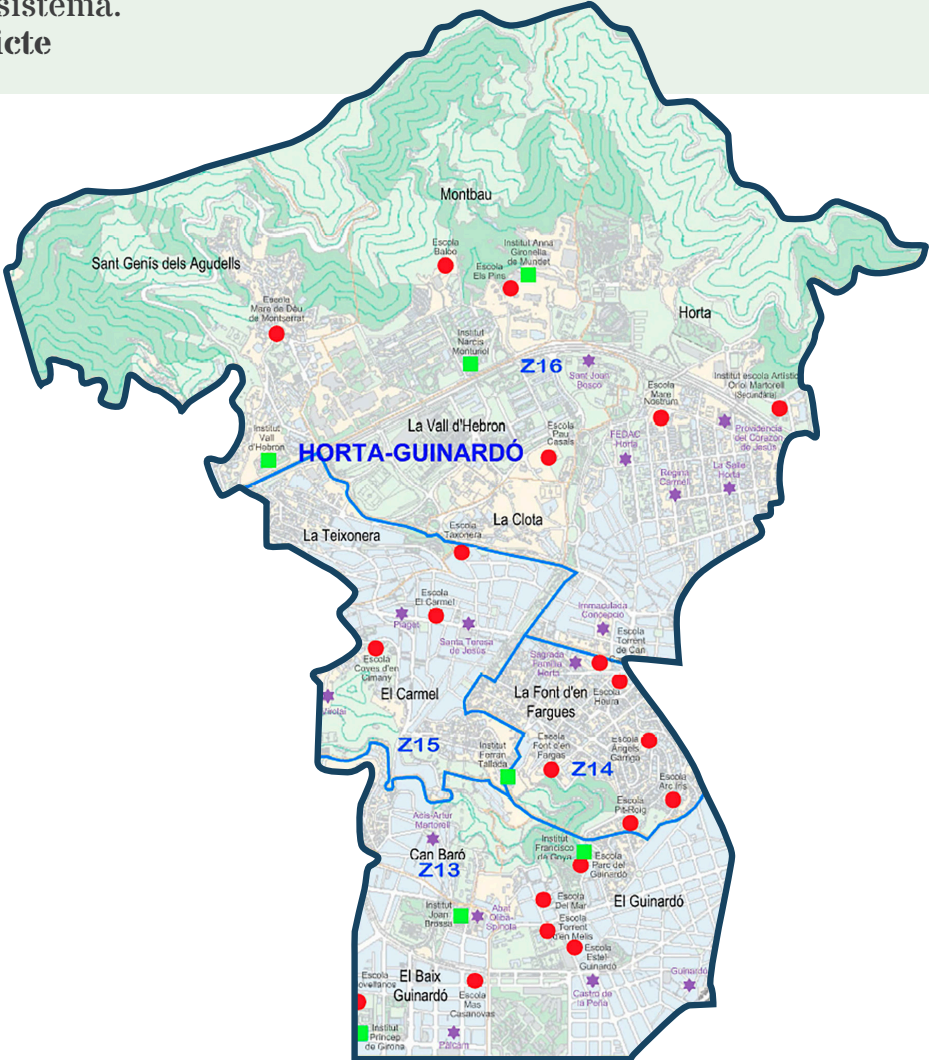 sistema.
icte
Montbau
Sant Genís dels Agudells
Escola
Baloo
Institut Anna
Gironella
de Mundet
Escola
Els Pins
Escola
Mare de Déu
de Montserrat
Horta
Institut
Narcís
Monturiol
Z16
Sant Joan
Bosco
Escola
Mare
Nostrum
Institut escola Artístic
Oriol Martorell
(Secundària)
La Vall d'Hebron
Escola
Pau
Casals
FEDAC
Horta
Providencia
del Corazon
de Jesús
Institut
Vall
d'Hebron
HORTA-GUINARDÓ
Regina
Carmel
La Salle
Horta
La Clota
La Teixonera
Escola
Taxonera
Escola
El Carmel
Piaget
Santa Teresa
de Jesús
Immaculada
Concepció
Escola
Torrent
de Can
Escola
Coves d'en
Cimany
Sagrada
Família
Horta
El Carmel
La Font d'en
Fargues
Escola
Heura
Z15
Institut
Ferran
Tallada
Escola
Font d'en
Fargas
Z14
Escola
Àngels
Garriga
Escola
Arc Iris
Escola
Pit-Roig
Acis-Artur
Martorell
Can Baró
Z13
Institut
Francisco
de Goya
Escola
Parc del
Guinardó
El Guinardó
Institut
Joan
Brossa
Abat
Oliba-
Spínola
Escola
Del Mar
Escola
Torrent
d'en Melis
Escola
Estel-
Guinardó
Escola
ovellanos
El Baix
Guinardó
Escola
Mas
Casanovas
Castro de
la Peña
Guinardó
Institut
Príncep
de Girona
Pàlcam